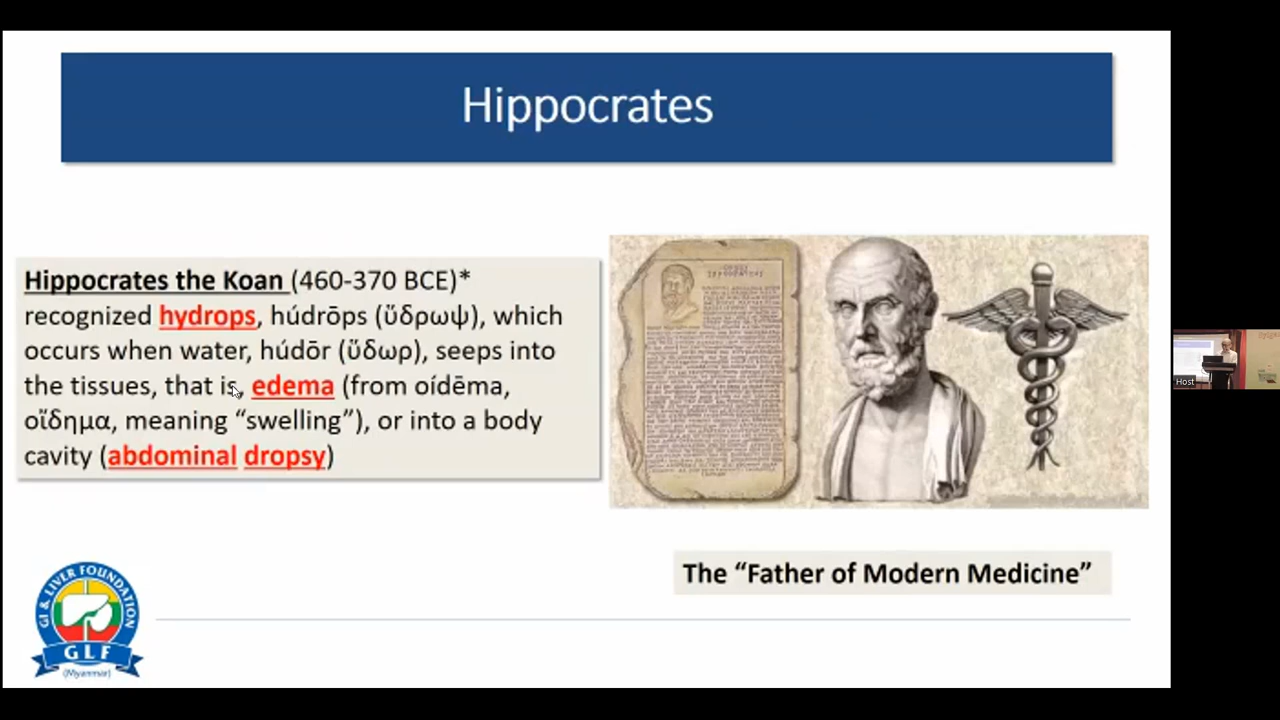 Hippocrates
Hippocrates the Koan (460-370 BCE)*
recognized hydrops, húdrōps (ὕδρωψ), which
occurs when water, húdōr (ὕδωρ), seeps into
the tissues, that is, edema (from oídēma,
οἴδημα, meaning “swelling”), or into a body
cavity (abdominal dropsy)
The “Father of Modern Medicine”
GI & LIVER FOUNDATION
GLF
(Myanmar)
Host